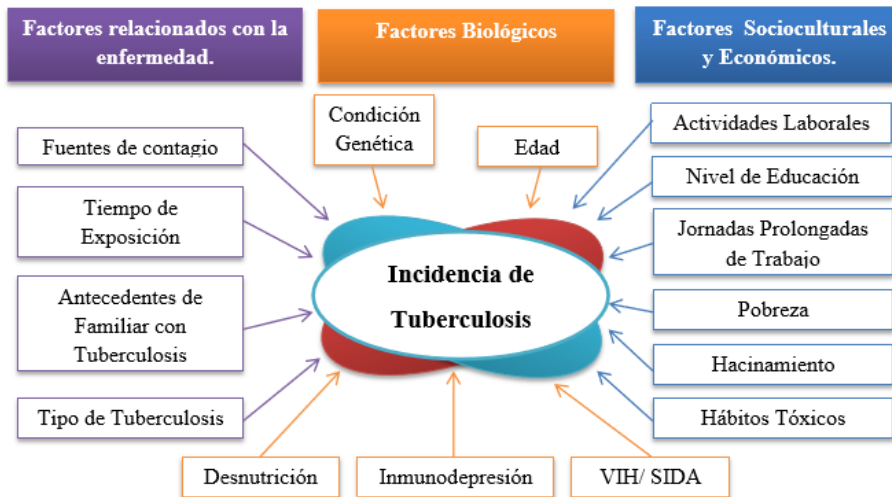 Factores relacionados con la
enfermedad.
Factores Biológicos
Factores Socioculturales
y Económicos.
Condición
Genética
Edad
Actividades Laborales
Fuentes de contagio
Nivel de Educación
Tiempo de
Exposición
Jornadas Prolongadas
de Trabajo
Incidencia de
Tuberculosis
Antecedentes de
Familiar con
Tuberculosis
Pobreza
Hacinamiento
Tipo de Tuberculosis
Hábitos Tóxicos
Desnutrición
Inmunodepresión
VIH/ SIDA